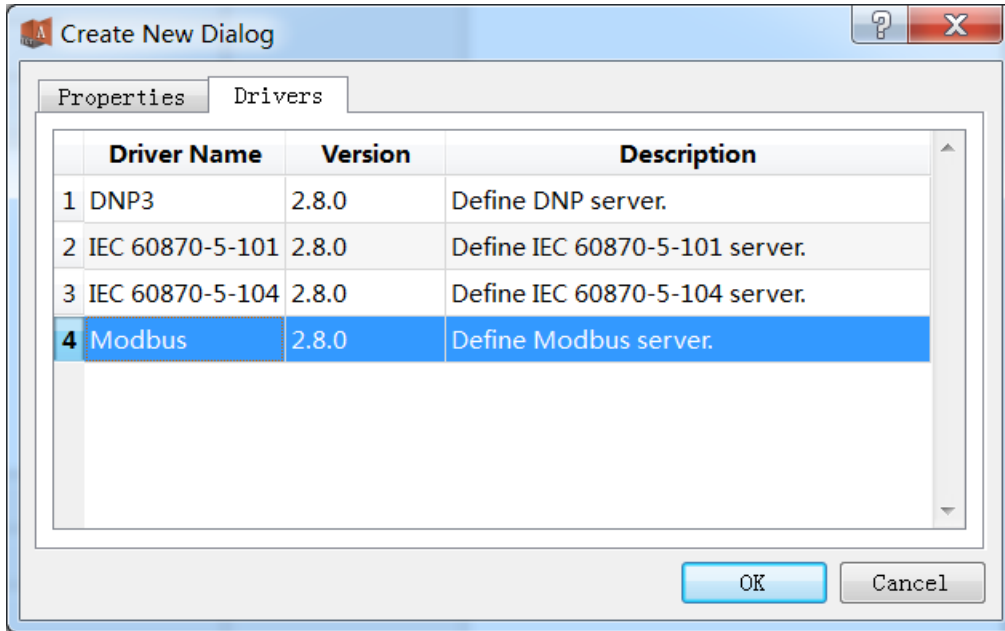 Create New Dialog
Properties Drivers
Driver Name Version Description
1 DNP3 2.8.0 Define DNP server.
2 IEC 60870-5-101 2.8.0 Define IEC 60870-5-101 server.
3 IEC 60870-5-104 2.8.0 Define IEC 60870-5-104 server.
4 Modbus 2.8.0 Define Modbus server.
OK Cancel